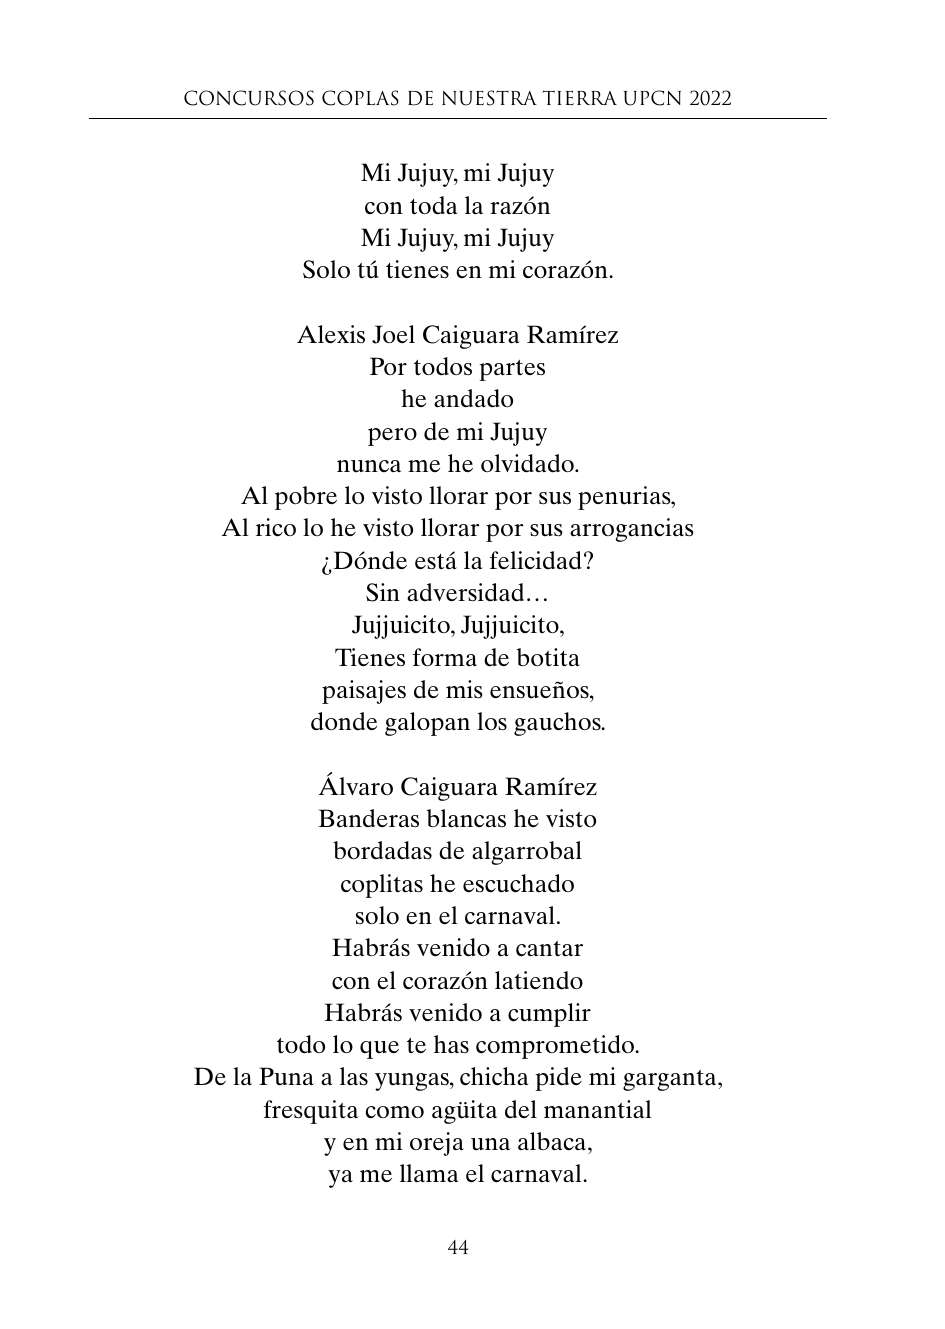 CONCURSOS COPLAS DE NUESTRA TIERRA UPCN 2022
Mi Jujuy, mi Jujuy
con toda la razón
Mi Jujuy, mi Jujuy
Solo tú tienes en mi corazón.
Alexis Joel Caiguara Ramírez
Por todos partes
he andado
pero de mi Jujuy
nunca me he olvidado.
Al pobre lo visto llorar por sus penurias,
Al rico lo he visto llorar por sus arrogancias
¿Dónde está la felicidad?
Sin adversidad…
Jujjuicito, Jujjuicito,
Tienes forma de botita
paisajes de mis ensueños,
donde galopan los gauchos.
Álvaro Caiguara Ramírez
Banderas blancas he visto
bordadas de algarrobal
coplitas he escuchado
solo en el carnaval.
Habrás venido a cantar
con el corazón latiendo
Habrás venido a cumplir
todo lo que te has comprometido.
De la Puna a las yungas, chicha pide mi garganta,
fresquita como agüita del manantial
y en mi oreja una albaca,
ya me llama el carnaval.
44